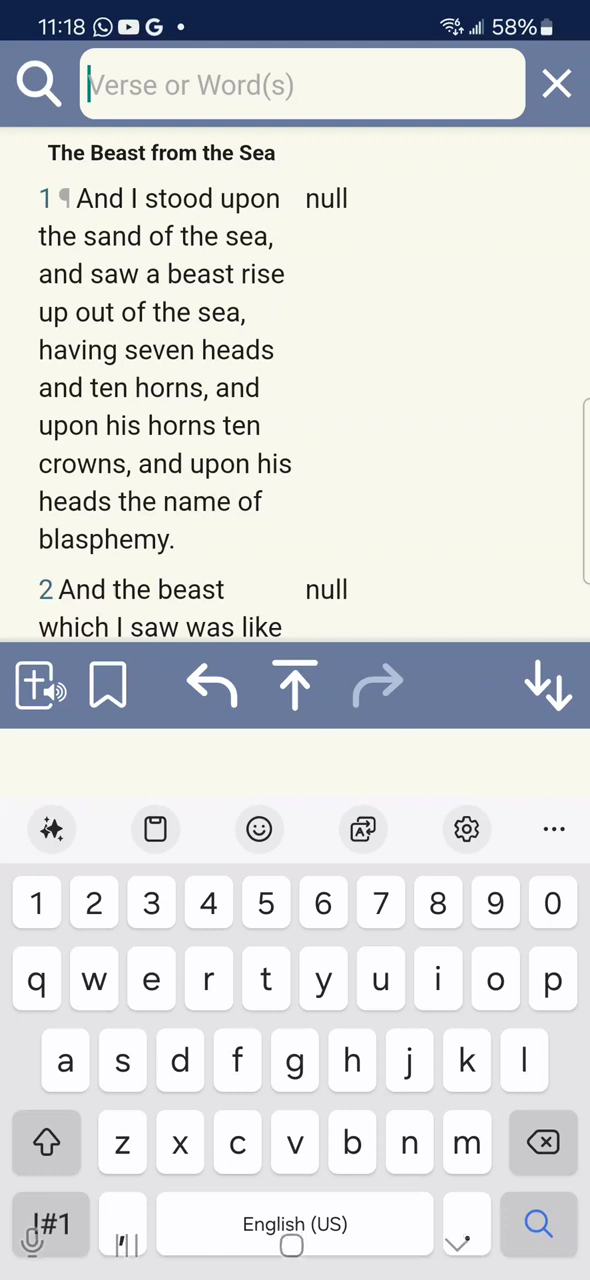 11:18 58%
Verse or Word(s)
The Beast from the Sea
1 ¶ And I stood upon null
the sand of the sea,
and saw a beast rise
up out of the sea,
having seven heads
and ten horns, and
upon his horns ten
crowns, and upon his
heads the name of
blasphemy.
2 And the beast null
which I saw was like
1 2 3 4 5 6 7 8 9 0
q w e r t y u i o p
a s d f g h j k l
z x c v b n m
!#1 , English (US) .